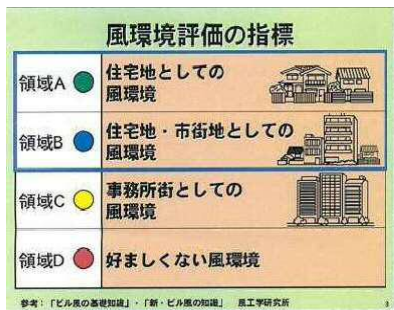 風環境評価の指標
領域A
住宅地としての
風環境
領域B
住宅地・市街地としての
風環境
領域C
事務所街としての
風環境
領域D
好ましくない風環境
参考：「ビル風の基礎知識」・「新・ビル風の知識」 風工学研究所
3